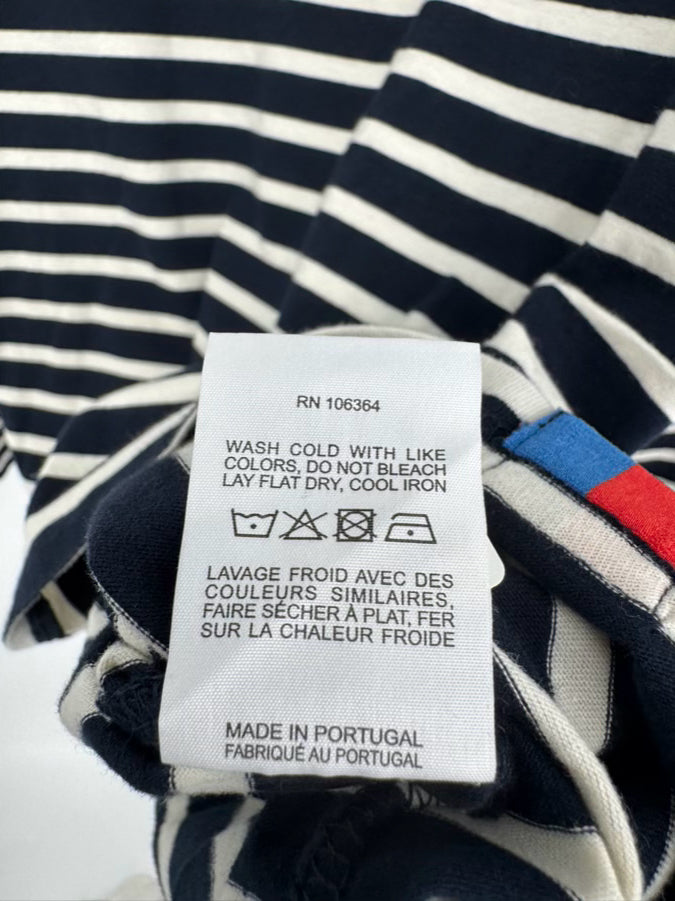 RN 106364
WASH COLD WITH LIKE
COLORS, DO NOT BLEACH
LAY FLAT DRY, COOL IRON
LAVAGE FROID AVEC DES
COULEURS SIMILAIRES,
FAIRE SÉCHER À PLAT, FER
SUR LA CHALEUR FROIDE
MADE IN PORTUGAL
FABRIQUÉ AU PORTUGAL